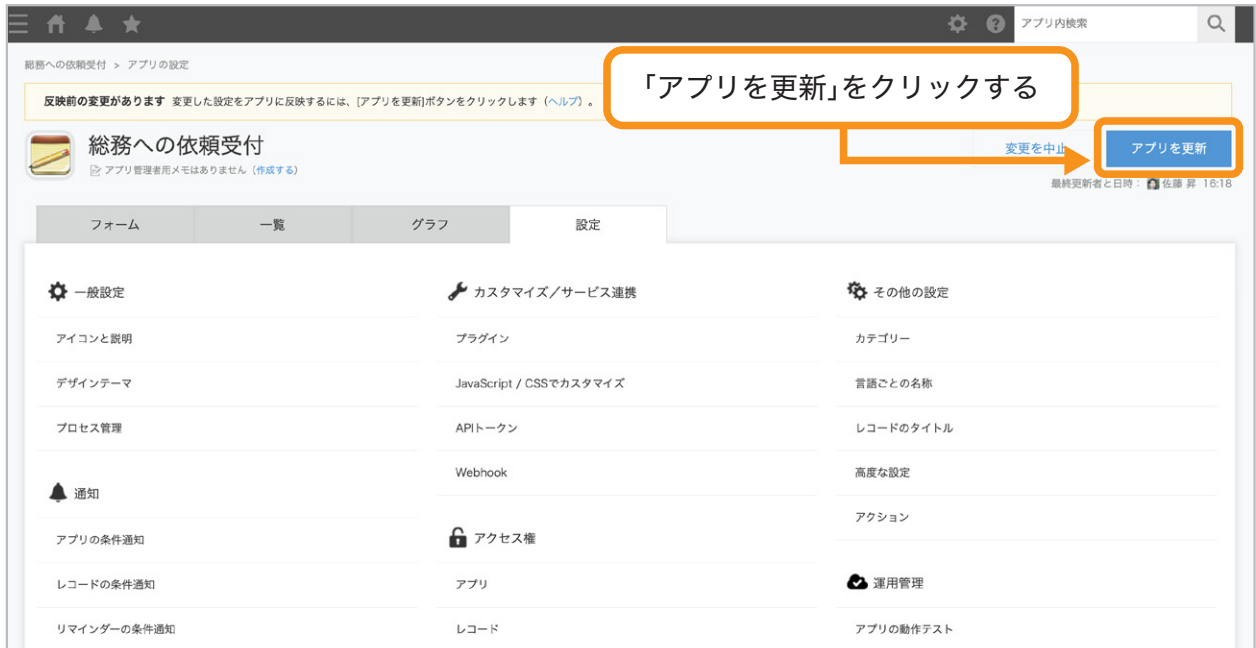 アプリ内検索
総務への依頼受付 > アプリの設定
「アプリを更新」をクリックする
反映前の変更があります 変更した設定をアプリに反映するには、[アプリを更新]ボタンをクリックします（ヘルプ）。
総務への依頼受付
変更を中止
アプリを更新
アプリ管理者用メモはありません（作成する）
最終更新者と日時： 佐藤 昇 16:18
フォーム 一覧 グラフ 設定
一般設定
アイコンと説明
デザインテーマ
プロセス管理
通知
アプリの条件通知
レコードの条件通知
リマインダーの条件通知
カスタマイズ／サービス連携
プラグイン
JavaScript / CSSでカスタマイズ
APIトークン
Webhook
アクセス権
アプリ
レコード
その他の設定
カテゴリー
言語ごとの名称
レコードのタイトル
高度な設定
アクション
運用管理
アプリの動作テスト